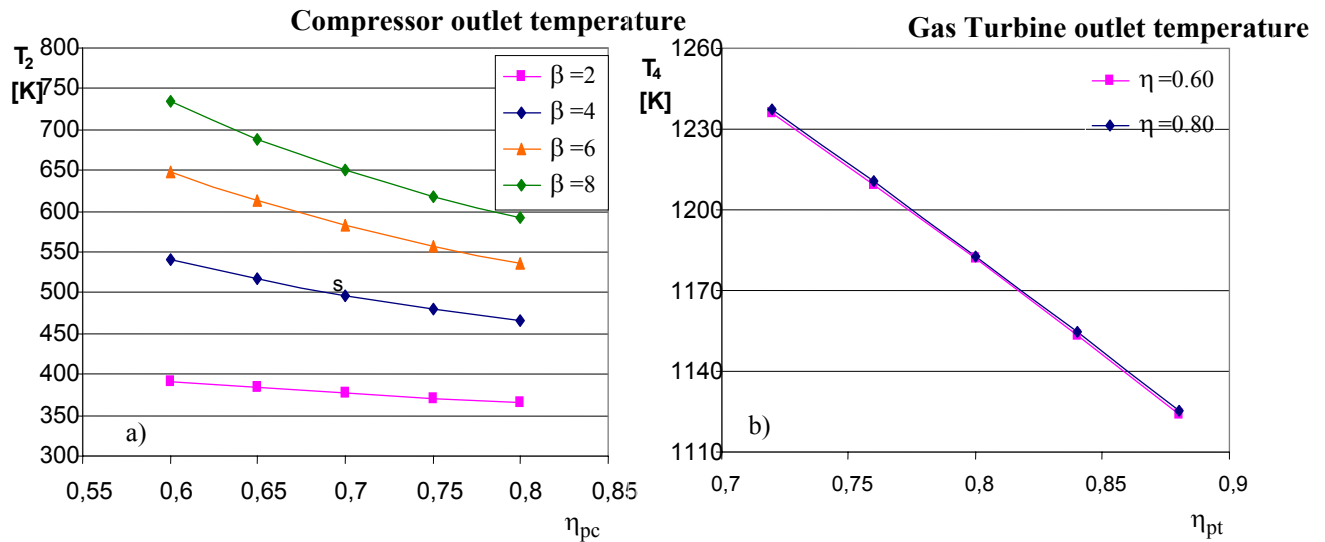 Compressor outlet temperature
T₂
[K]
800
750
700
650
600
550
500
450
400
350
300
β =2
β =4
β =6
β =8
s
a)
0,55 0,6 0,65 0,7 0,75 0,8 0,85
ηpc
Gas Turbine outlet temperature
T₄
[K]
1260
1230
1200
1170
1140
1110
η =0.60
η =0.80
b)
0,7 0,75 0,8 0,85 0,9
ηpt